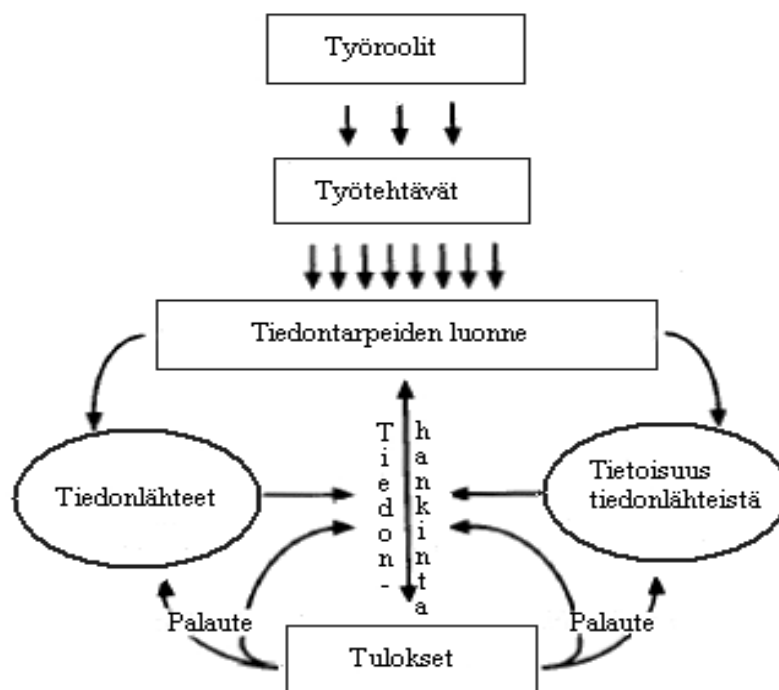 Työroolit
Työtehtävät
Tiedontarpeiden luonne
Tiedon-
hankinta
Tiedonlähteet
Tietoisuus
tiedonlähteistä
Palaute
Palaute
Tulokset